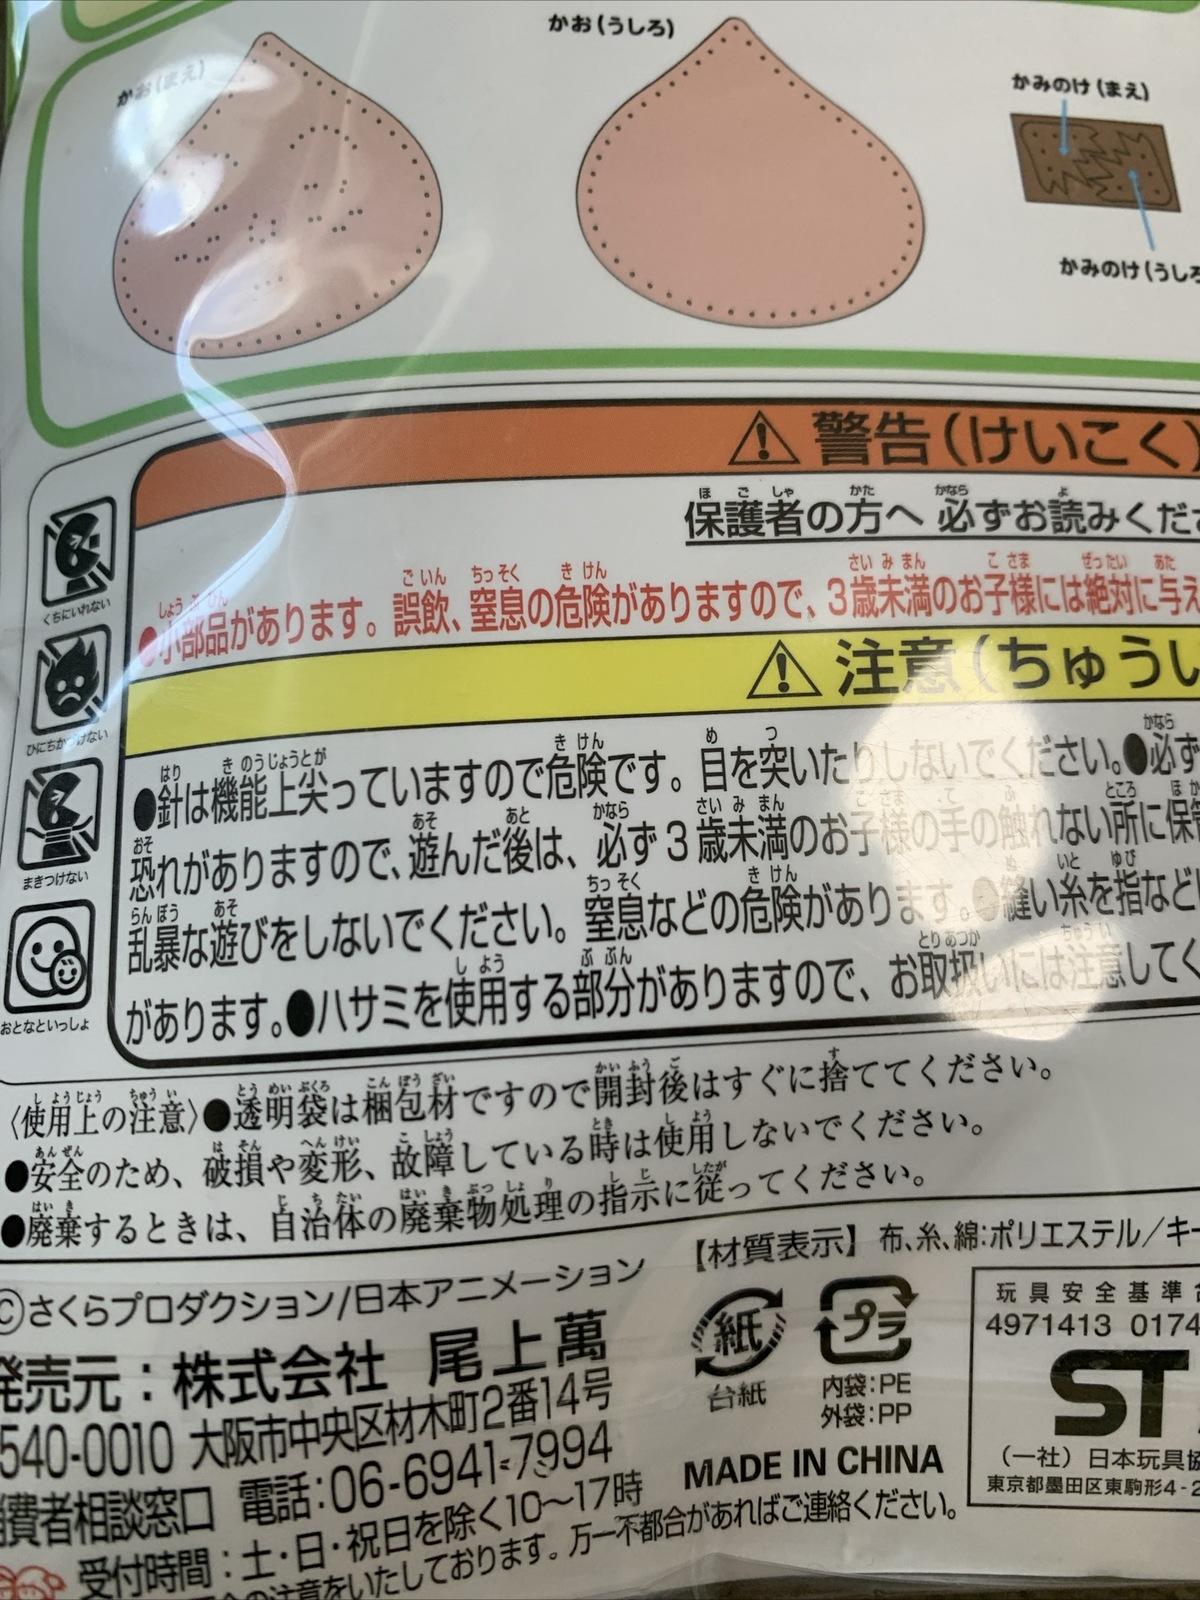 かお(まえ)
かお(うしろ)
かみのけ(まえ)
かみのけ(うしろ
警告(けいこく)
保護者の方へ 必ずお読みくださ
●小部品があります。誤飲、窒息の危険がありますので、3歳未満のお子様には絶対に与え
注意(ちゅうい
●針は機能上尖っていますので危険です。目を突いたりしないでください。●必ず
恐れがありますので、遊んだ後は、必ず3歳未満のお子様の手の触れない所に保管
乱暴な遊びをしないでください。窒息などの危険があります。●縫い糸を指など
があります。●ハサミを使用する部分がありますので、お取扱いには注意してく
くちにいれない
ひにちかづけない
まきつけない
おとなといっしょ
〈使用上の注意〉●透明袋は梱包材ですので開封後はすぐに捨ててください。
●安全のため、破損や変形、故障している時は使用しないでください。
●廃棄するときは、自治体の廃棄物処理の指示に従ってください。
【材質表示】布、糸、綿:ポリエステル/キー
©さくらプロダクション/日本アニメーション
発売元:株式会社 尾上萬
540-0010 大阪市中央区材木町2番14号
消費者相談窓口 電話:06-6941-7994
受付時間:土・日・祝日を除く10〜17時
の注意をいたしております。万一不都合があればご連絡ください。
紙
台紙
プラ
内袋:PE
外袋:PP
MADE IN CHINA
玩具安全基準合
4971413 0174
ST
(一社)日本玩具協
東京都墨田区東駒形4-2